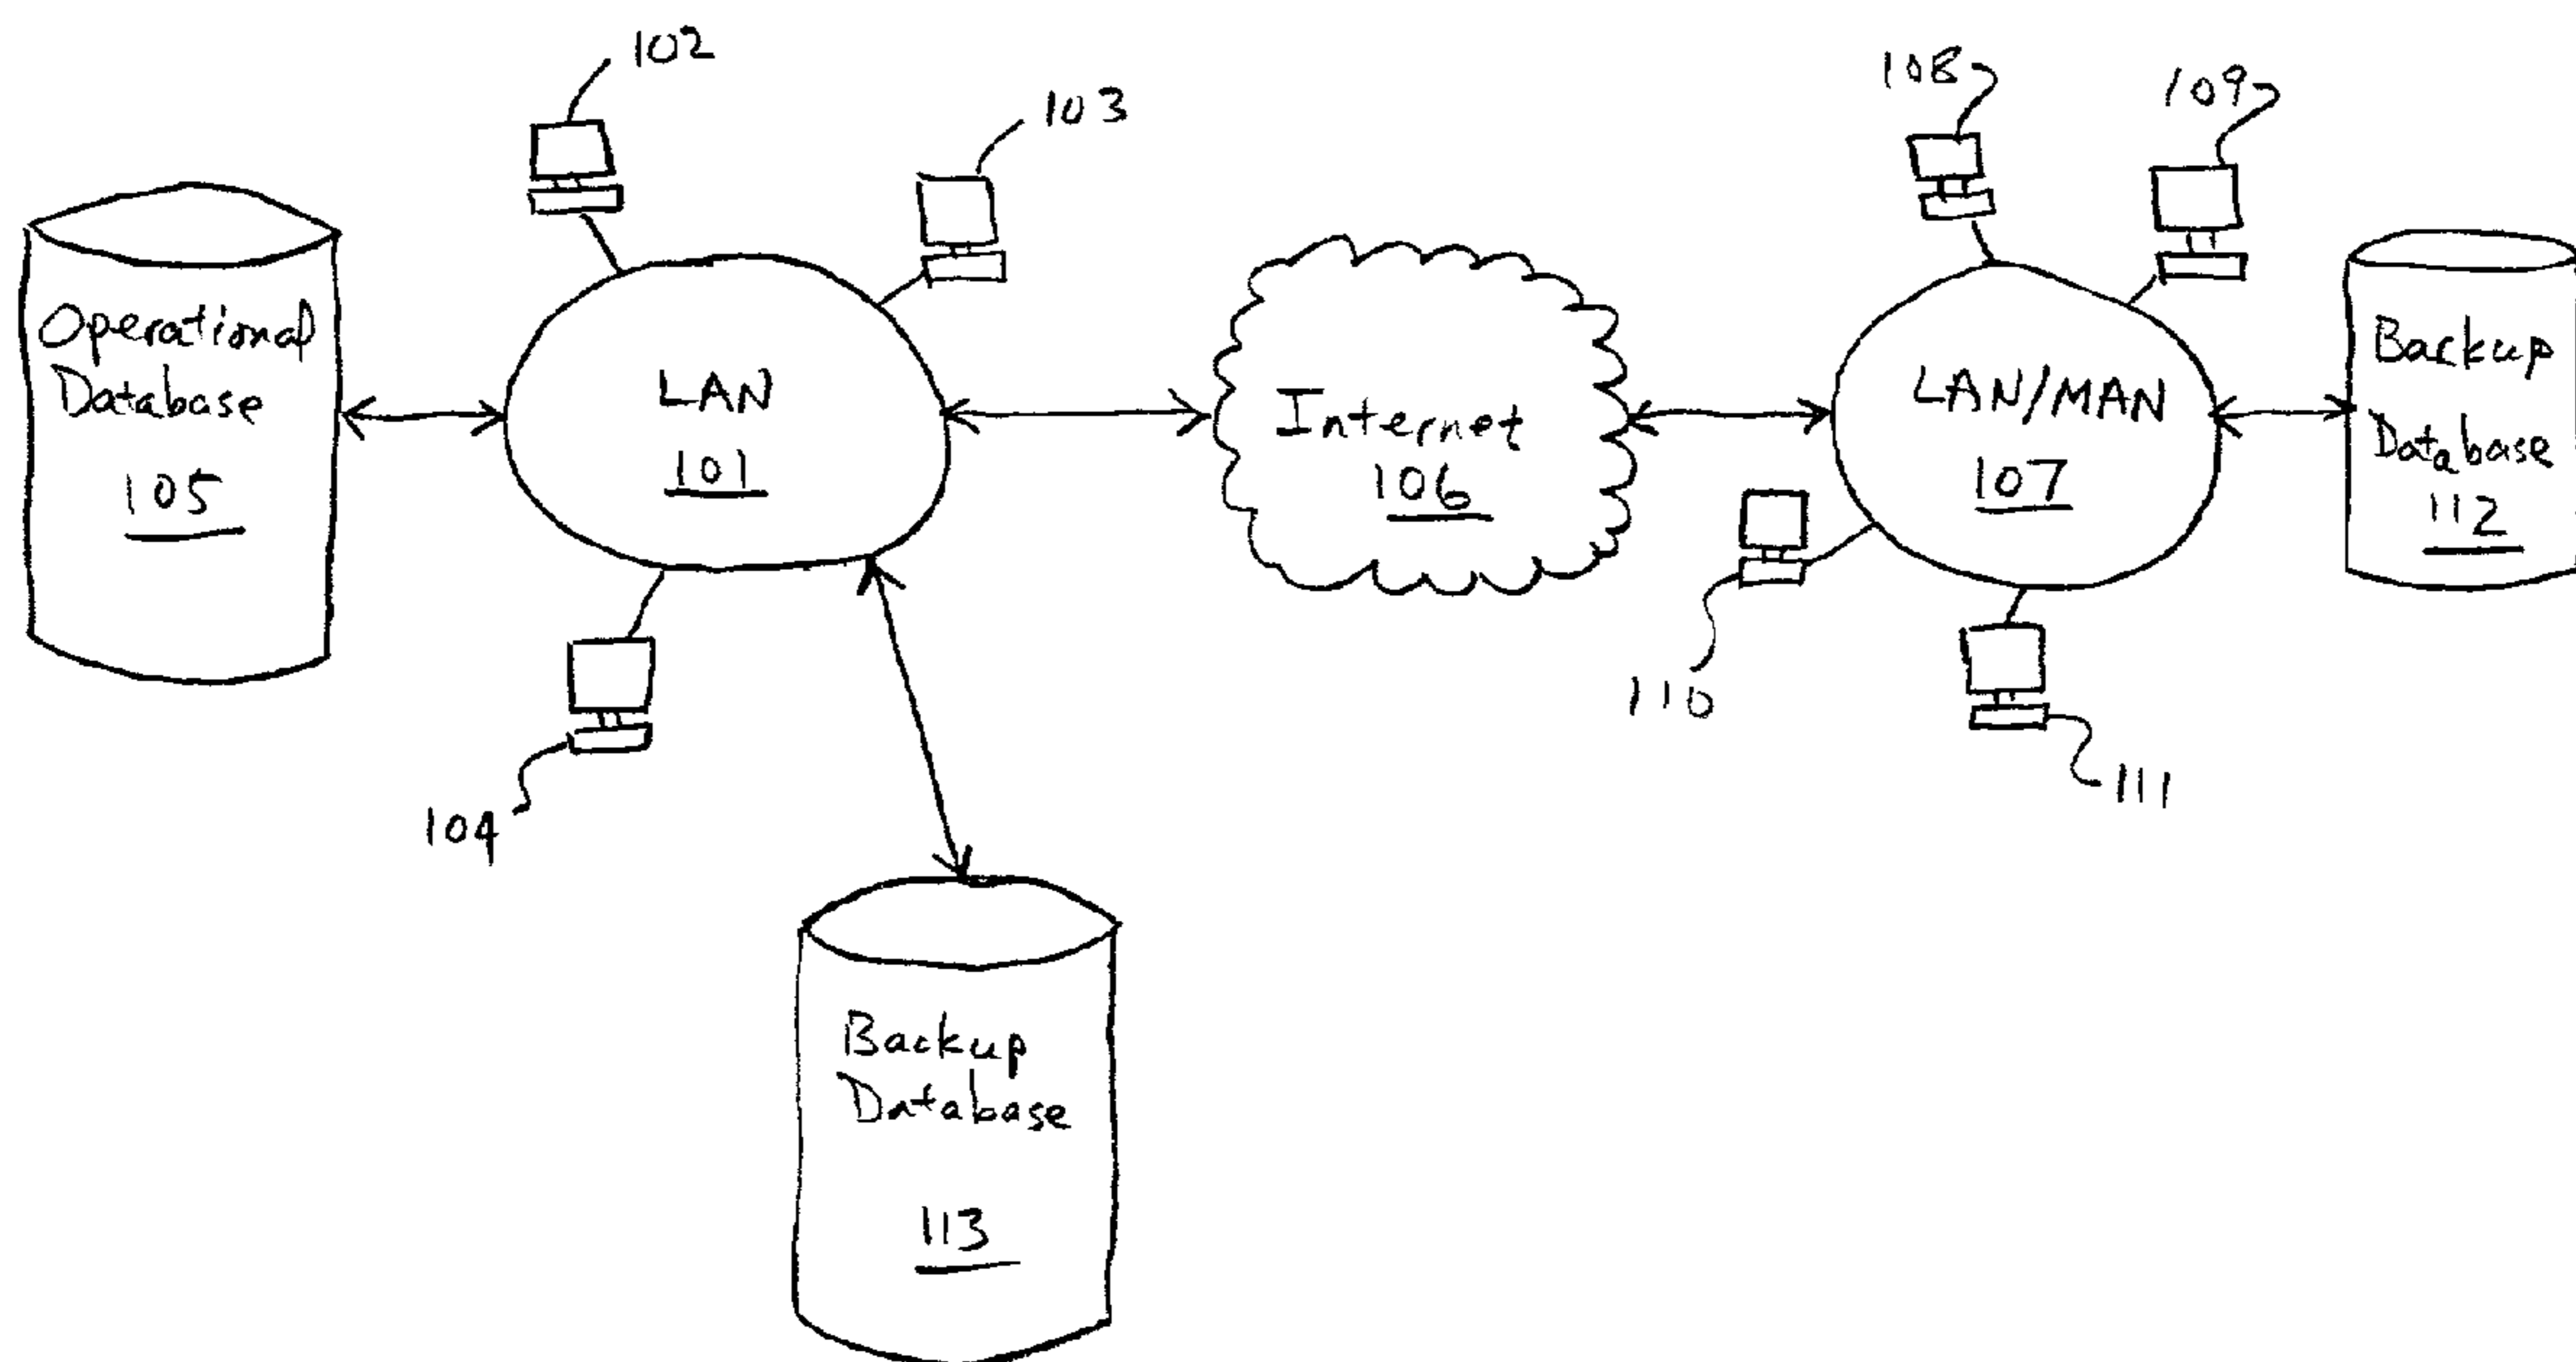 102
103
108
109
Operational
Database
105
LAN
101
Internet
106
LAN/MAN
107
Backup
Database
112
110
111
104
Backup
Database
113